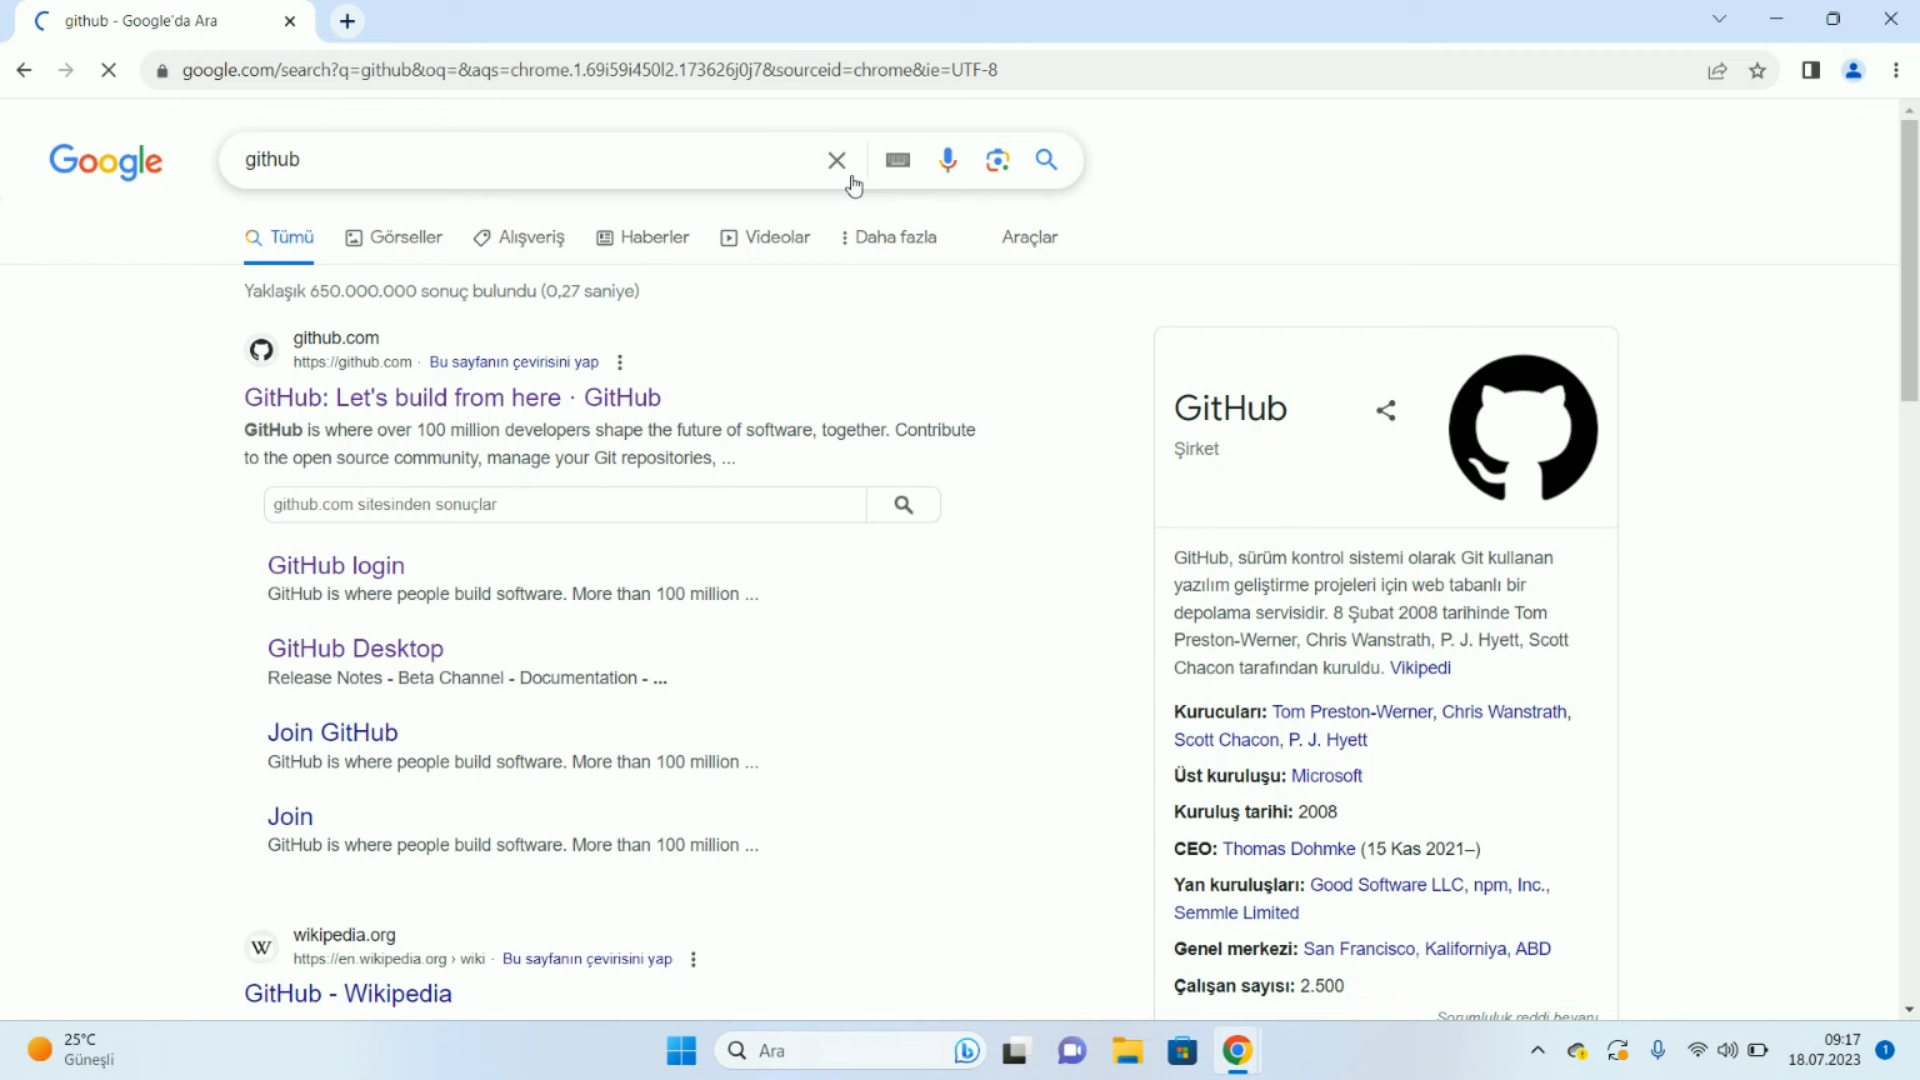 github - Google'da Ara
google.com/search?q=github&oq=&aqs=chrome.1.69i59i450l2.173626j0j7&sourceid=chrome&ie=UTF-8
Google
github
Tümü
Görseller
Alışveriş
Haberler
Videolar
Daha fazla
Araçlar
Yaklaşık 650.000.000 sonuç bulundu (0,27 saniye)
github.com
https://github.com · Bu sayfanın çevirisini yap
GitHub: Let's build from here · GitHub
GitHub is where over 100 million developers shape the future of software, together. Contribute
to the open source community, manage your Git repositories, ...
github.com sitesinden sonuçlar
GitHub login
GitHub is where people build software. More than 100 million ...
GitHub Desktop
Release Notes - Beta Channel - Documentation - ...
Join GitHub
GitHub is where people build software. More than 100 million ...
Join
GitHub is where people build software. More than 100 million ...
W
wikipedia.org
https://en.wikipedia.org › wiki · Bu sayfanın çevirisini yap
GitHub - Wikipedia
GitHub
Şirket
GitHub, sürüm kontrol sistemi olarak Git kullanan
yazılım geliştirme projeleri için web tabanlı bir
depolama servisidir. 8 Şubat 2008 tarihinde Tom
Preston-Werner, Chris Wanstrath, P. J. Hyett, Scott
Chacon tarafından kuruldu. Vikipedi
Kurucuları: Tom Preston-Werner, Chris Wanstrath,
Scott Chacon, P. J. Hyett
Üst kuruluşu: Microsoft
Kuruluş tarihi: 2008
CEO: Thomas Dohmke (15 Kas 2021–)
Yan kuruluşları: Good Software LLC, npm, Inc.,
Semmle Limited
Genel merkezi: San Francisco, Kaliforniya, ABD
Çalışan sayısı: 2.500
Sorumluluk reddi beyanı
25°C
Güneşli
Ara
09:17
18.07.2023
1